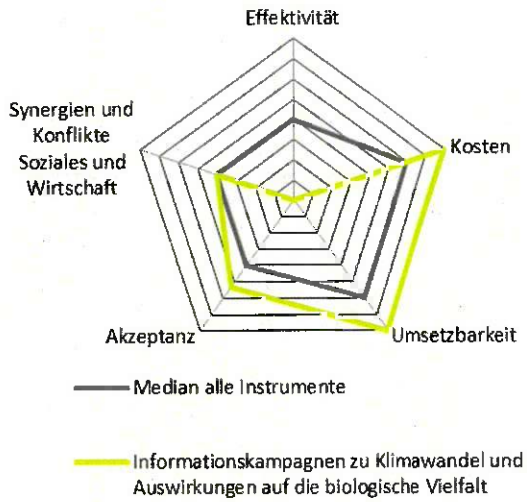 Effektivität
Synergien und
Konflikte
Soziales und
Wirtschaft
Kosten
Akzeptanz
Umsetzbarkeit
Median alle Instrumente
Informationskampagnen zu Klimawandel und
Auswirkungen auf die biologische Vielfalt